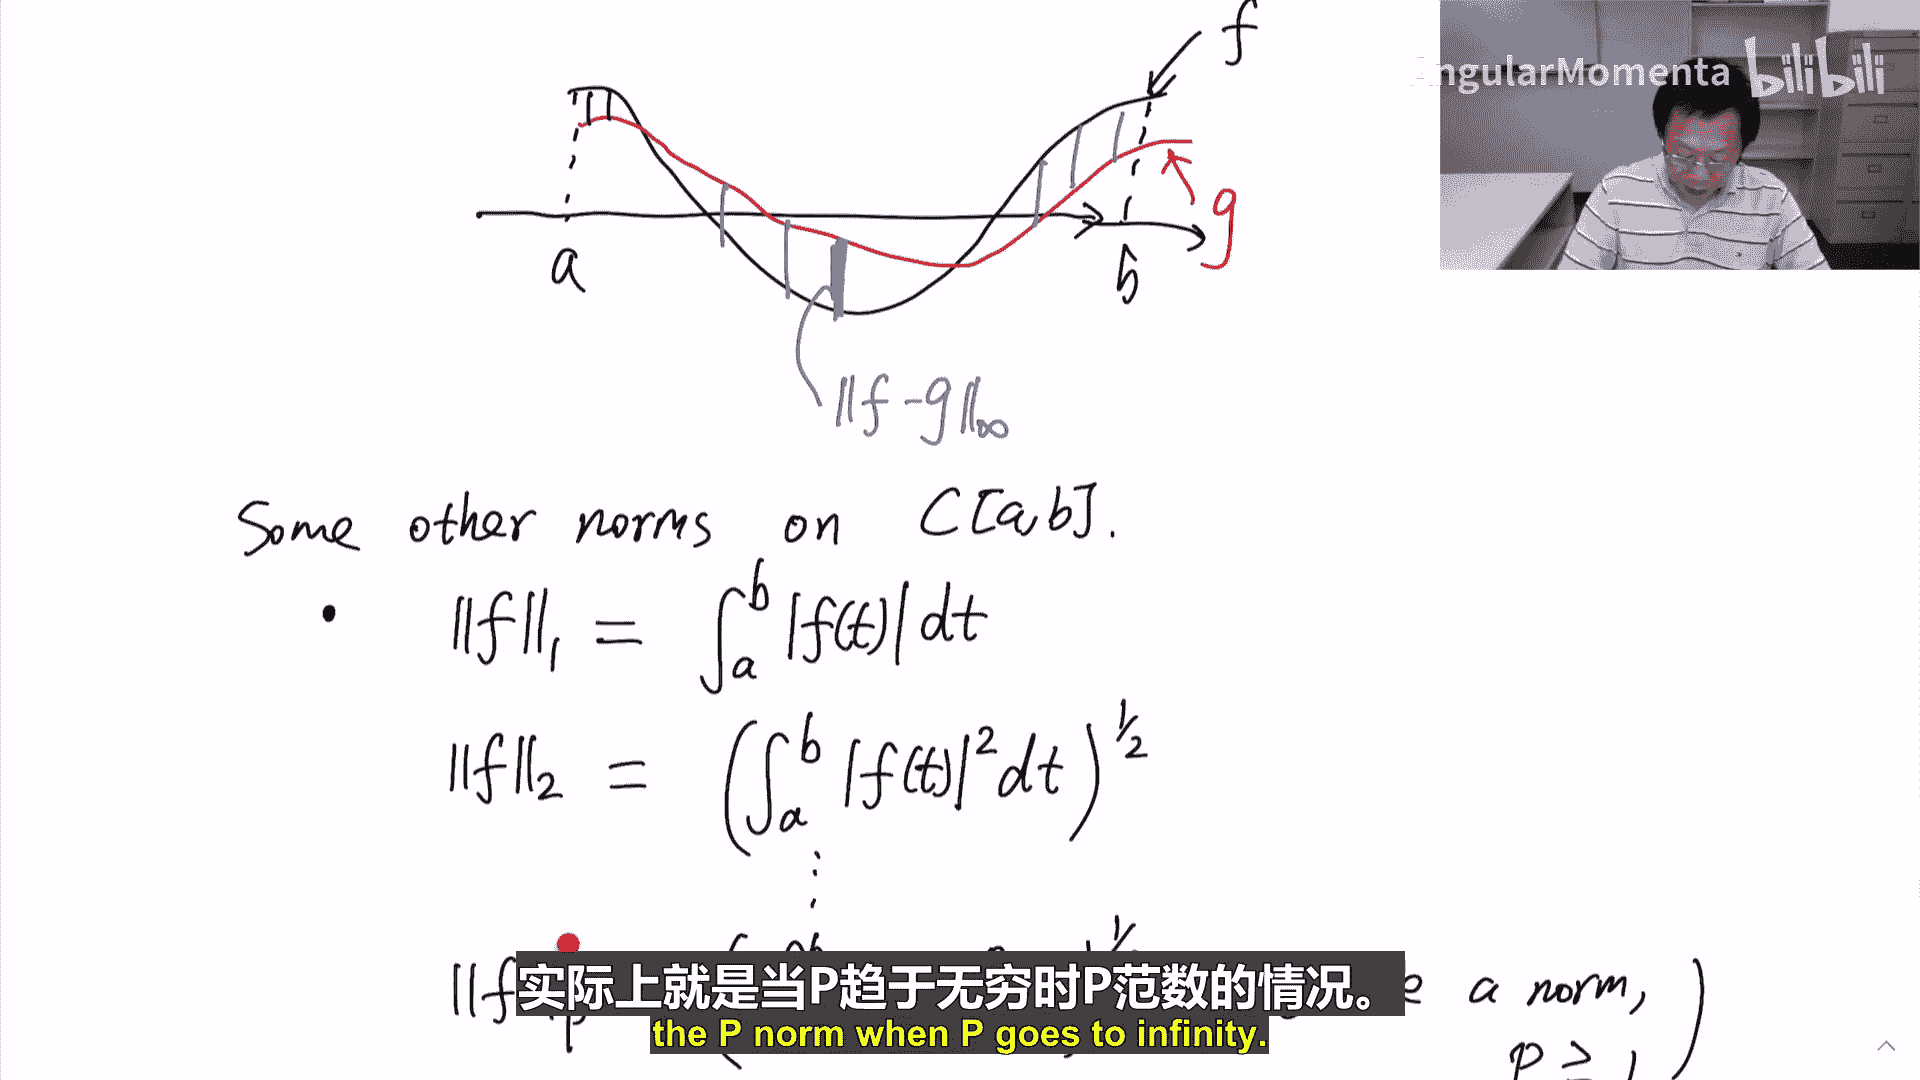 ngularMomenta bilibili
f
g
a b
||f-g||∞
Some other norms on C[a,b].
• ||f||₁ = ∫ₐᵇ |f(t)| dt
||f||₂ = (∫ₐᵇ |f(t)|² dt)^½
⋮
||f
a norm,
p ≥ 1 )
实际上就是当P趋于无穷时P范数的情况。
the P norm when P goes to infinity.